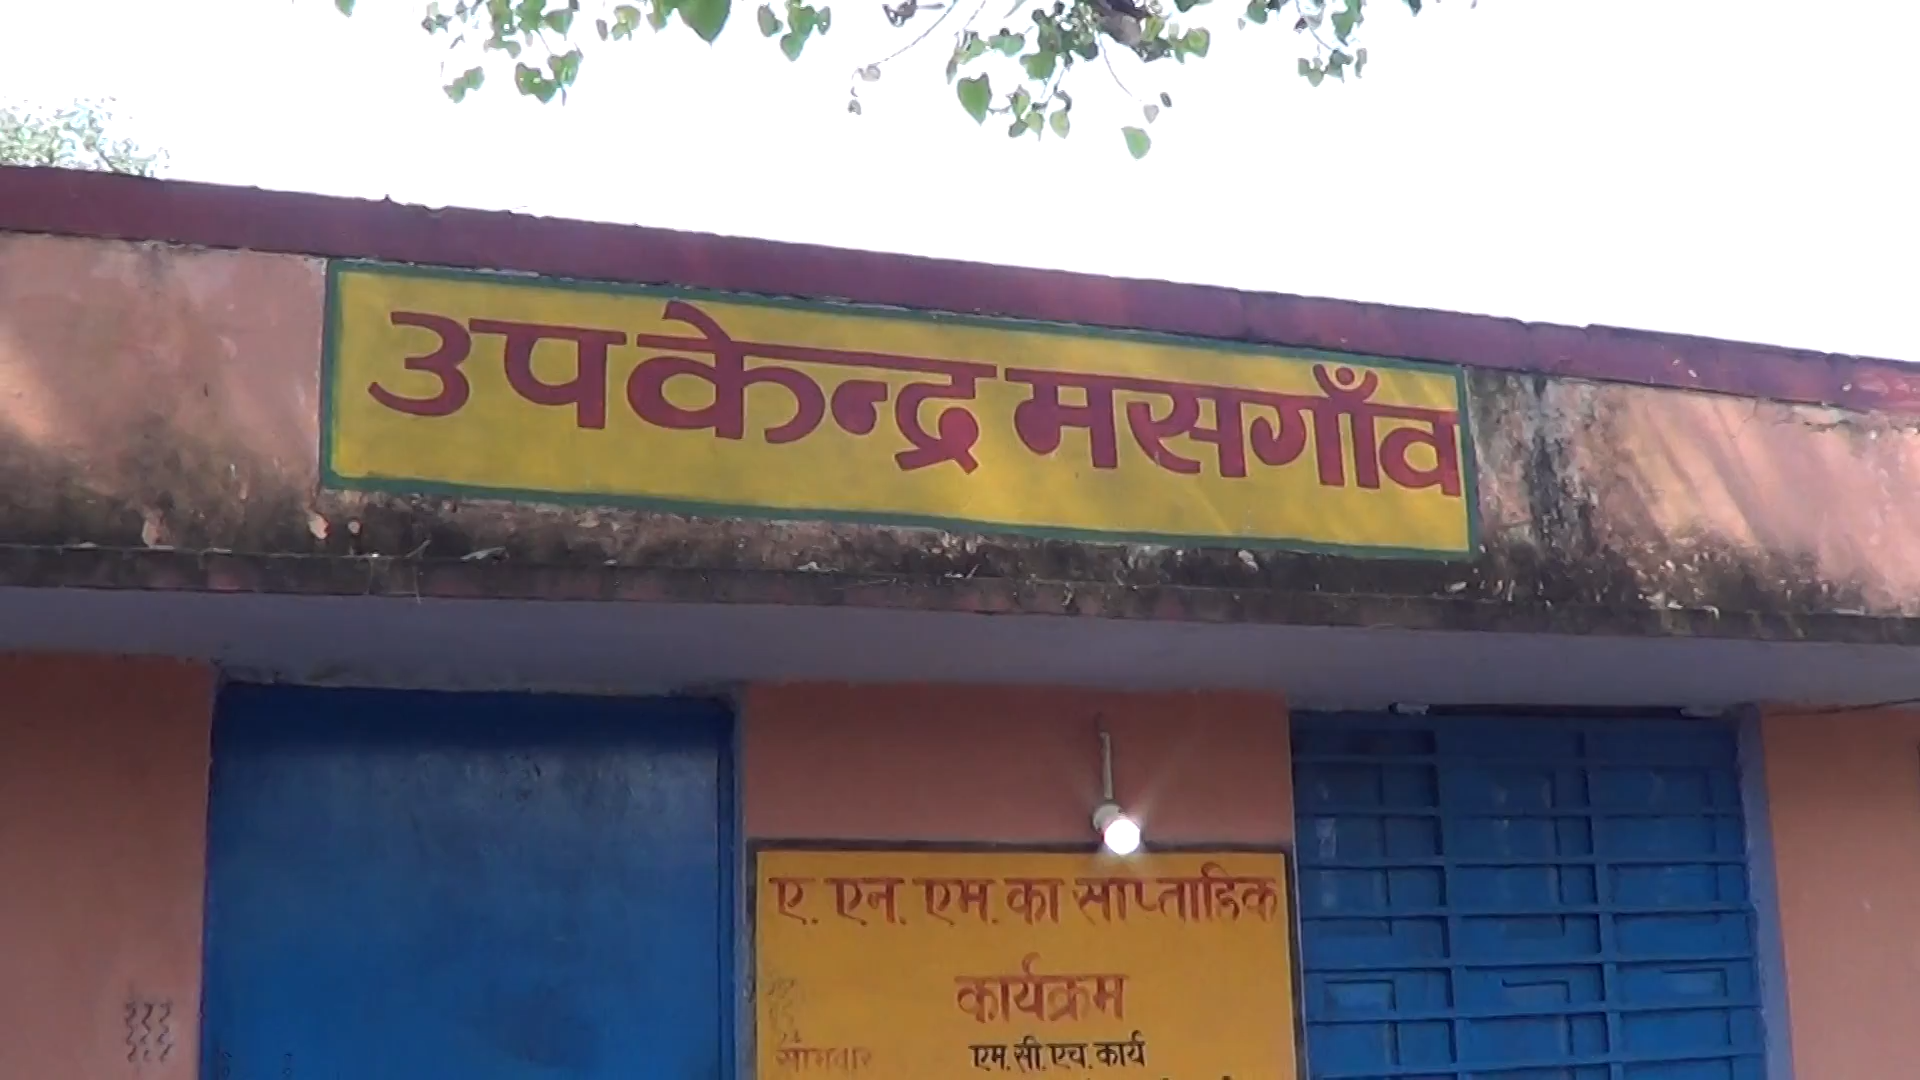 उपकेन्द्र मसगाँव
ए. एन. एम. का साप्ताहिक
कार्यक्रम
सोमवार एम. सी. एच. कार्य